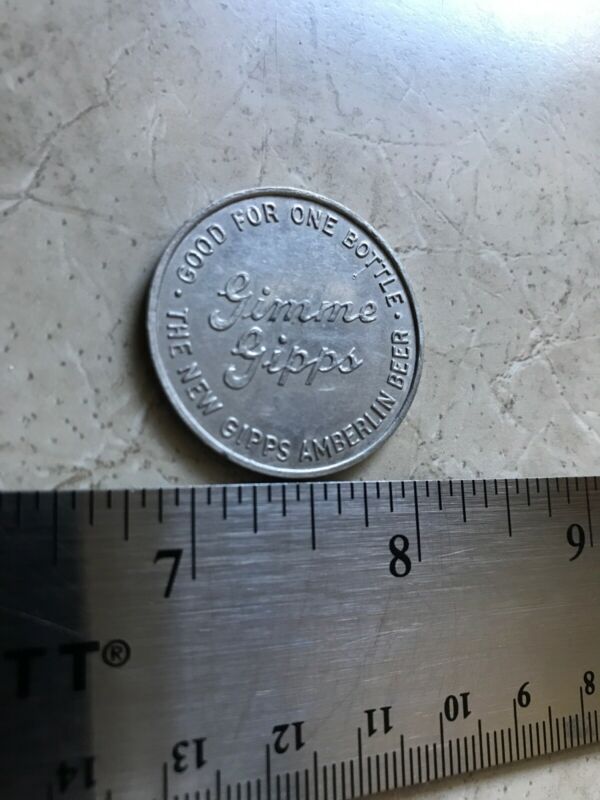 · GOOD FOR ONE BOTTLE ·
Gimme
Gipps
THE NEW GIPPS AMBERLIN BEER
7 8 9
TT®
14 13 12 11 10 9 8